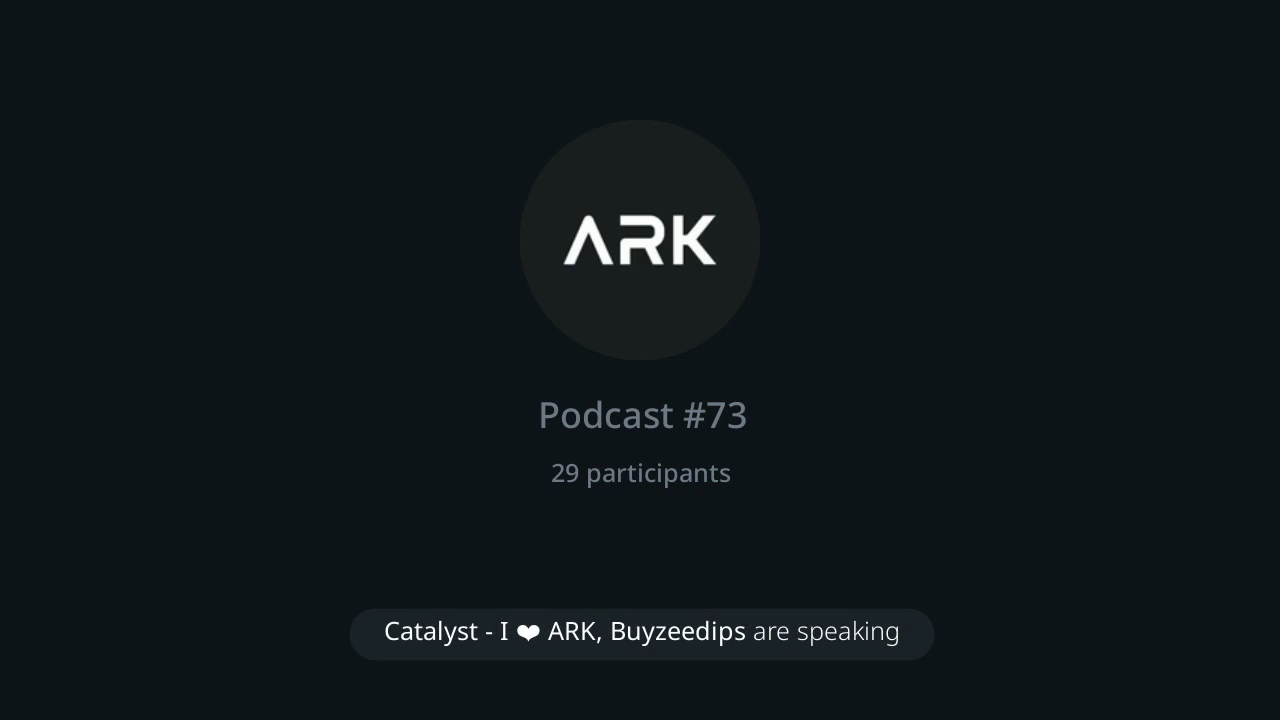 ARK
Podcast #73
29 participants
Catalyst - I ❤ ARK, Buyzeedips are speaking